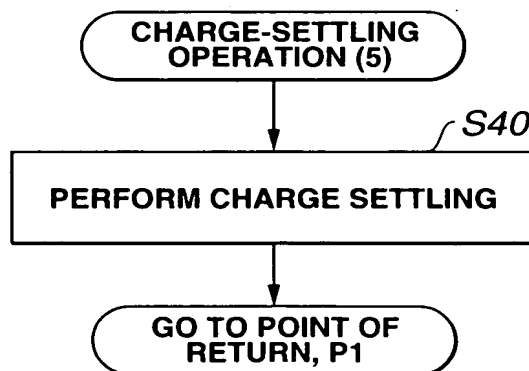 CHARGE-SETTLING
OPERATION (5)
S40
PERFORM CHARGE SETTLING
GO TO POINT OF
RETURN, P1